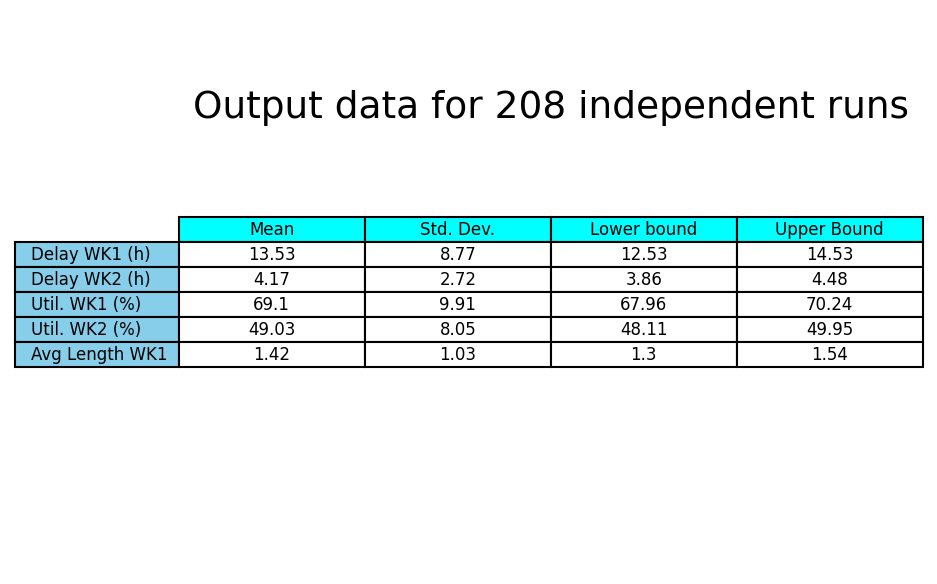 Output data for 208 independent runs
Mean Std. Dev. Lower bound Upper Bound
Delay WK1 (h) 13.53 8.77 12.53 14.53
Delay WK2 (h) 4.17 2.72 3.86 4.48
Util. WK1 (%) 69.1 9.91 67.96 70.24
Util. WK2 (%) 49.03 8.05 48.11 49.95
Avg Length WK1 1.42 1.03 1.3 1.54